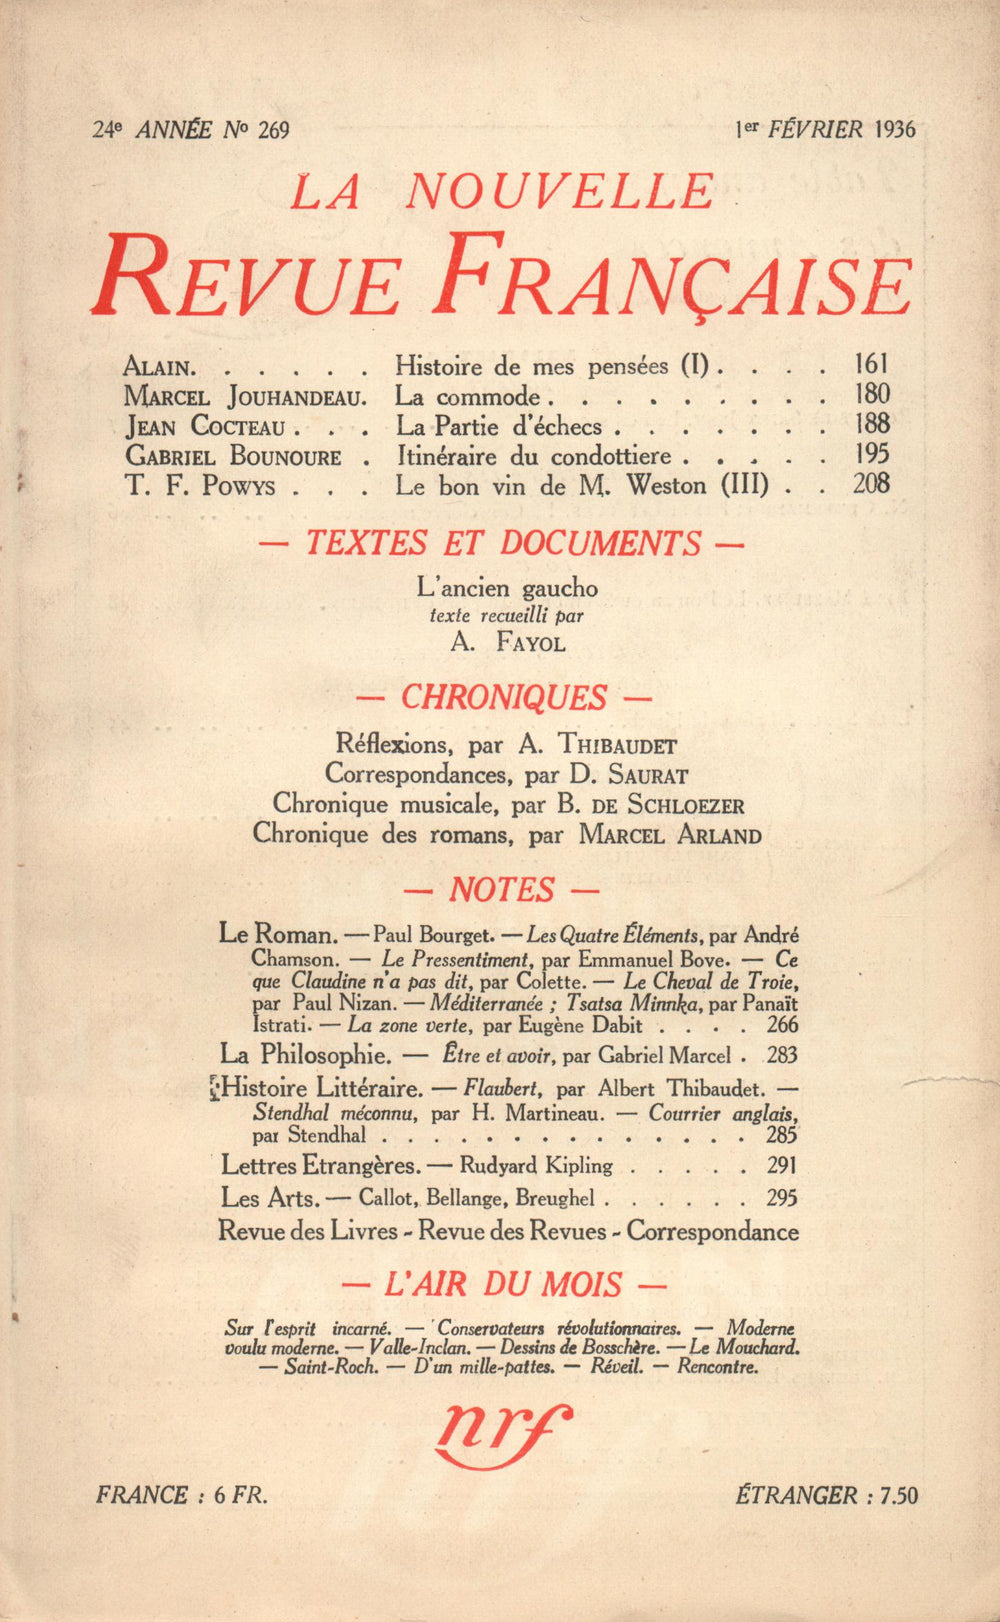 24e ANNÉE No 269
1er FÉVRIER 1936
LA NOUVELLE
REVUE FRANÇAISE
ALAIN. . . . . . Histoire de mes pensées (I) . . . . 161
MARCEL JOUHANDEAU. La commode . . . . . . . . . 180
JEAN COCTEAU . . . La Partie d'échecs . . . . . . . 188
GABRIEL BOUNOURE . Itinéraire du condottiere . . . . . 195
T. F. POWYS . . . Le bon vin de M. Weston (III) . . 208
— TEXTES ET DOCUMENTS —
L'ancien gaucho
texte recueilli par
A. FAYOL
— CHRONIQUES —
Réflexions, par A. THIBAUDET
Correspondances, par D. SAURAT
Chronique musicale, par B. DE SCHLOEZER
Chronique des romans, par MARCEL ARLAND
— NOTES —
Le Roman. — Paul Bourget. — Les Quatre Éléments, par André
Chamson. — Le Pressentiment, par Emmanuel Bove. — Ce
que Claudine n'a pas dit, par Colette. — Le Cheval de Troie,
par Paul Nizan. — Méditerranée ; Tsatsa Minnka, par Panaït
Istrati. — La zone verte, par Eugène Dabit . . . . 266
La Philosophie. — Être et avoir, par Gabriel Marcel . 283
Histoire Littéraire. — Flaubert, par Albert Thibaudet. —
Stendhal méconnu, par H. Martineau. — Courrier anglais,
par Stendhal . . . . . . . . . . . . . . 285
Lettres Etrangères. — Rudyard Kipling . . . . . 291
Les Arts. — Callot, Bellange, Breughel . . . . . . 295
Revue des Livres - Revue des Revues - Correspondance
— L'AIR DU MOIS —
Sur l'esprit incarné. — Conservateurs révolutionnaires. — Moderne
voulu moderne. — Valle-Inclan. — Dessins de Bosschère. — Le Mouchard.
— Saint-Roch. — D'un mille-pattes. — Réveil. — Rencontre.
nrf
FRANCE : 6 FR.
ÉTRANGER : 7.50